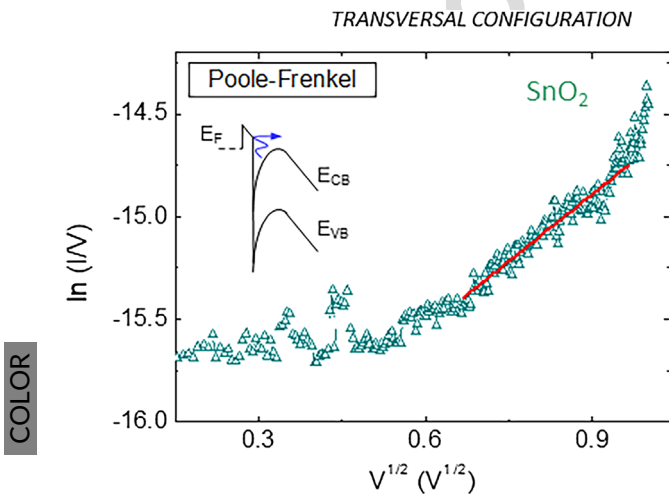 TRANSVERSAL CONFIGURATION
Poole-Frenkel
SnO₂
E_F
E_CB
E_VB
-14.5
-15.0
-15.5
-16.0
ln (I/V)
0.3 0.6 0.9
V^1/2 (V^1/2)
COLOR